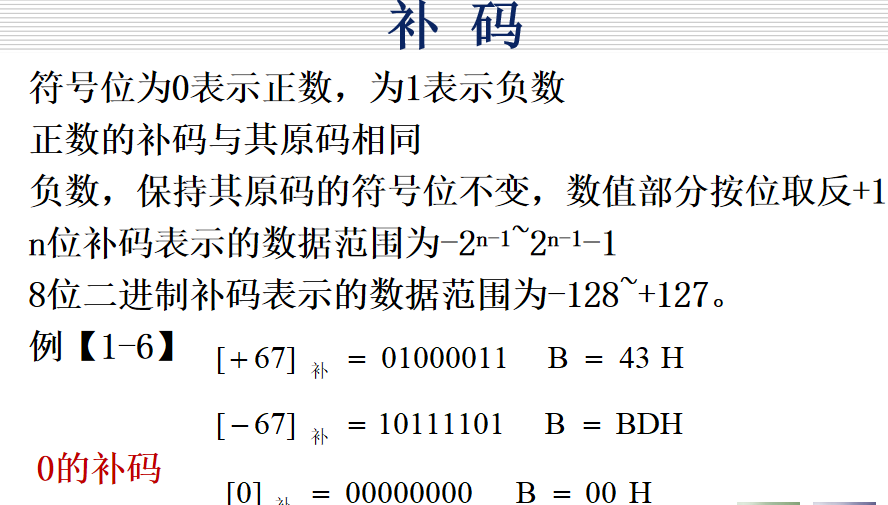 补 码
符号位为0表示正数，为1表示负数
正数的补码与其原码相同
负数，保持其原码的符号位不变，数值部分按位取反+1
n位补码表示的数据范围为-2ⁿ⁻¹~2ⁿ⁻¹-1
8位二进制补码表示的数据范围为-128~+127。
例【1-6】 [+67]补 = 01000011 B = 43 H
[-67]补 = 10111101 B = BDH
0的补码
[0]补 = 00000000 B = 00 H